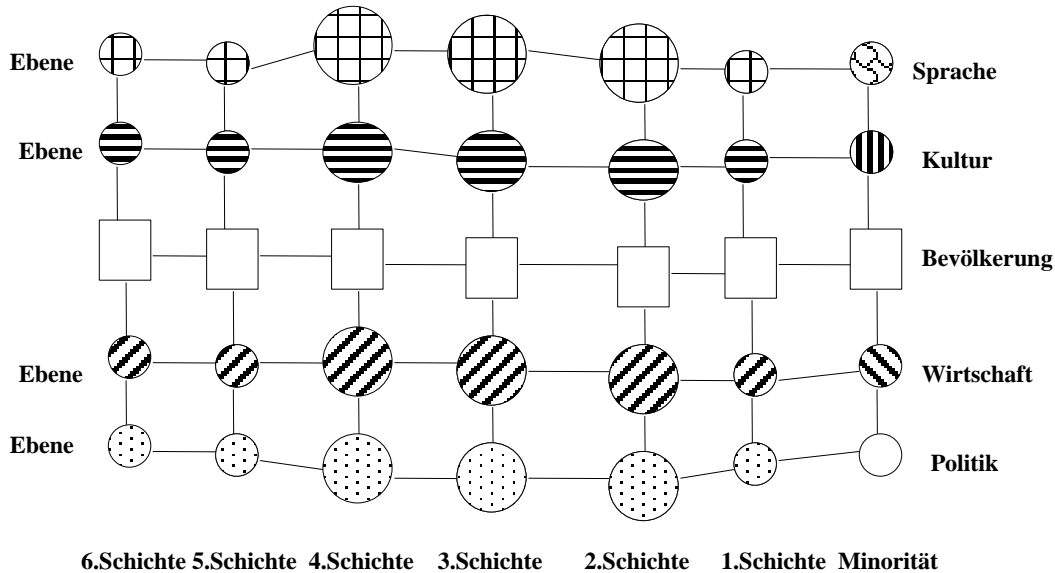 Ebene Sprache
Ebene Kultur
Bevölkerung
Ebene Wirtschaft
Ebene Politik
6.Schichte 5.Schichte 4.Schichte 3.Schichte 2.Schichte 1.Schichte Minorität